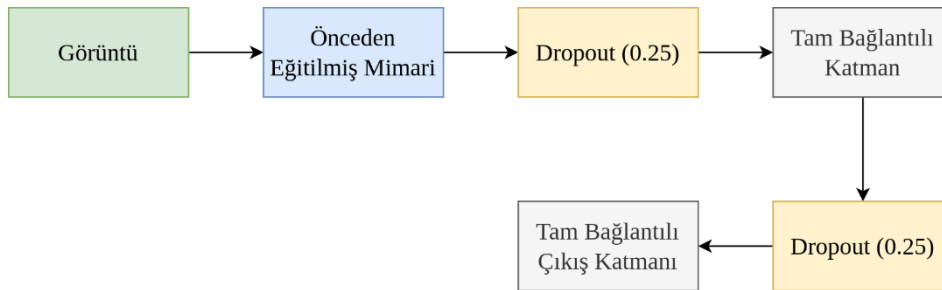 Görüntü
Önceden
Eğitilmiş Mimari
Dropout (0.25)
Tam Bağlantılı
Katman
Dropout (0.25)
Tam Bağlantılı
Çıkış Katmanı